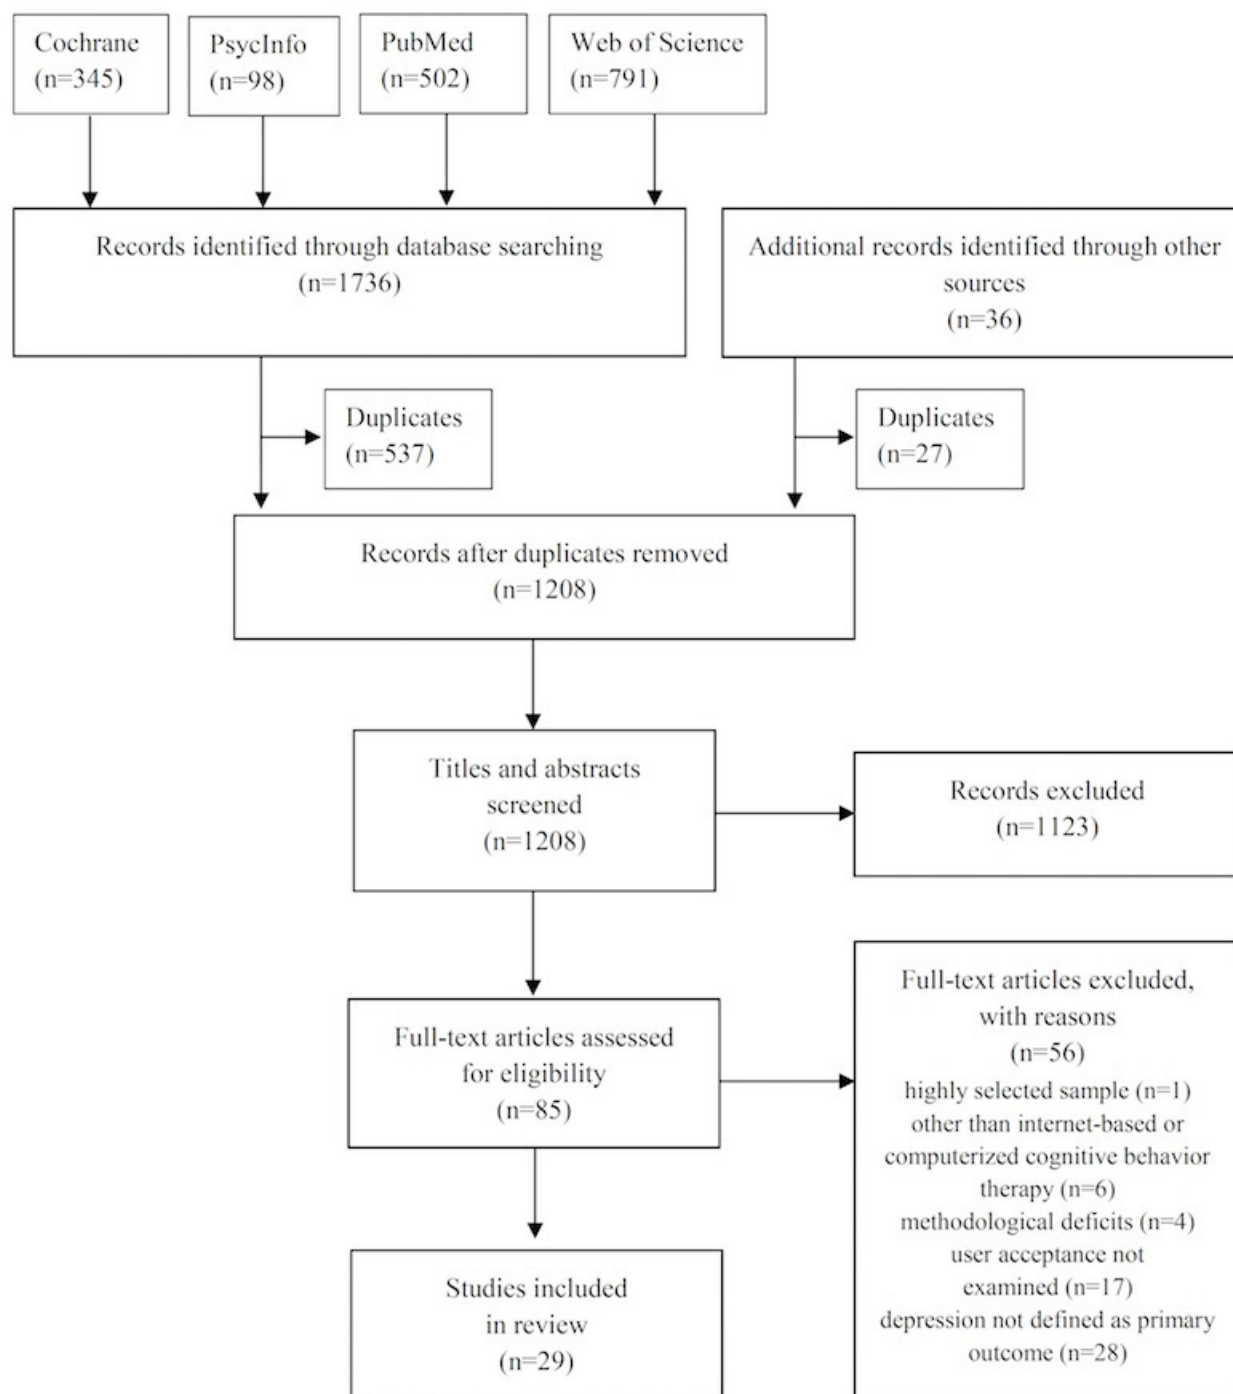 Cochrane
(n=345)
PsycInfo
(n=98)
PubMed
(n=502)
Web of Science
(n=791)
Records identified through database searching
(n=1736)
Additional records identified through other
sources
(n=36)
Duplicates
(n=537)
Duplicates
(n=27)
Records after duplicates removed
(n=1208)
Titles and abstracts
screened
(n=1208)
Records excluded
(n=1123)
Full-text articles assessed
for eligibility
(n=85)
Full-text articles excluded,
with reasons
(n=56)
highly selected sample (n=1)
other than internet-based or
computerized cognitive behavior
therapy (n=6)
methodological deficits (n=4)
user acceptance not
examined (n=17)
depression not defined as primary
outcome (n=28)
Studies included
in review
(n=29)